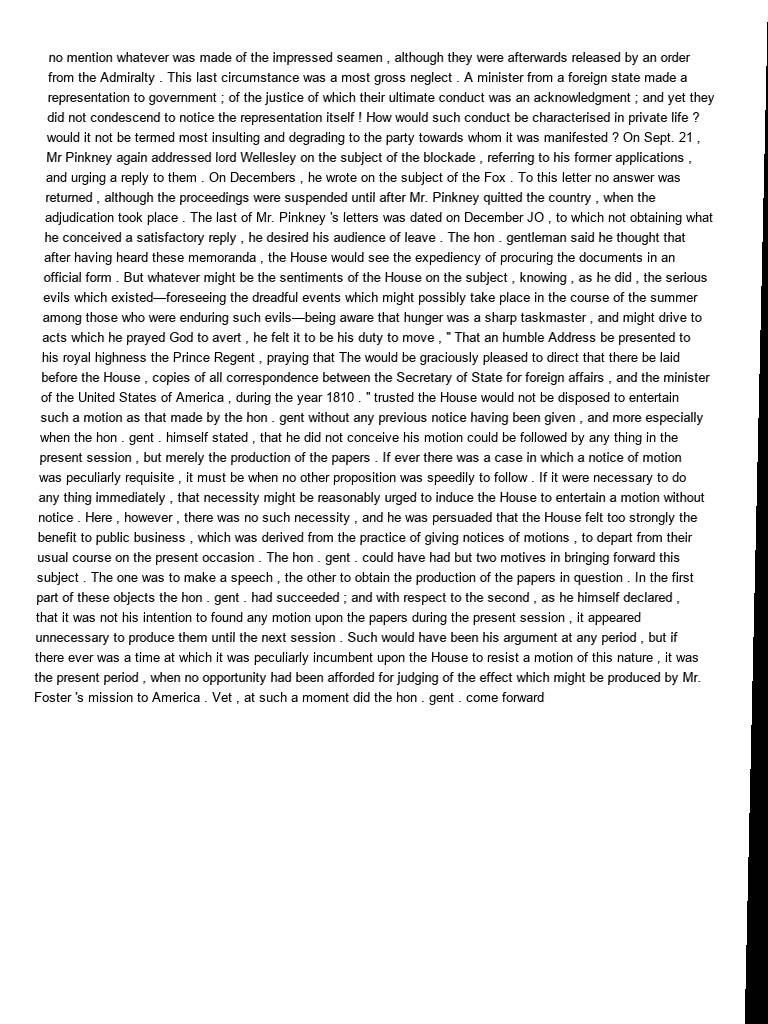 no mention whatever was made of the impressed seamen , although they were afterwards released by an order
from the Admiralty . This last circumstance was a most gross neglect . A minister from a foreign state made a
representation to government ; of the justice of which their ultimate conduct was an acknowledgment ; and yet they
did not condescend to notice the representation itself ! How would such conduct be characterised in private life ?
would it not be termed most insulting and degrading to the party towards whom it was manifested ? On Sept. 21 ,
Mr Pinkney again addressed lord Wellesley on the subject of the blockade , referring to his former applications ,
and urging a reply to them . On Decembers , he wrote on the subject of the Fox . To this letter no answer was
returned , although the proceedings were suspended until after Mr. Pinkney quitted the country , when the
adjudication took place . The last of Mr. Pinkney 's letters was dated on December JO , to which not obtaining what
he conceived a satisfactory reply , he desired his audience of leave . The hon . gentleman said he thought that
after having heard these memoranda , the House would see the expediency of procuring the documents in an
official form . But whatever might be the sentiments of the House on the subject , knowing , as he did , the serious
evils which existed—foreseeing the dreadful events which might possibly take place in the course of the summer
among those who were enduring such evils—being aware that hunger was a sharp taskmaster , and might drive to
acts which he prayed God to avert , he felt it to be his duty to move , " That an humble Address be presented to
his royal highness the Prince Regent , praying that The would be graciously pleased to direct that there be laid
before the House , copies of all correspondence between the Secretary of State for foreign affairs , and the minister
of the United States of America , during the year 1810 . " trusted the House would not be disposed to entertain
such a motion as that made by the hon . gent without any previous notice having been given , and more especially
when the hon . gent . himself stated , that he did not conceive his motion could be followed by any thing in the
present session , but merely the production of the papers . If ever there was a case in which a notice of motion
was peculiarly requisite , it must be when no other proposition was speedily to follow . If it were necessary to do
any thing immediately , that necessity might be reasonably urged to induce the House to entertain a motion without
notice . Here , however , there was no such necessity , and he was persuaded that the House felt too strongly the
benefit to public business , which was derived from the practice of giving notices of motions , to depart from their
usual course on the present occasion . The hon . gent . could have had but two motives in bringing forward this
subject . The one was to make a speech , the other to obtain the production of the papers in question . In the first
part of these objects the hon . gent . had succeeded ; and with respect to the second , as he himself declared ,
that it was not his intention to found any motion upon the papers during the present session , it appeared
unnecessary to produce them until the next session . Such would have been his argument at any period , but if
there ever was a time at which it was peculiarly incumbent upon the House to resist a motion of this nature , it was
the present period , when no opportunity had been afforded for judging of the effect which might be produced by Mr.
Foster 's mission to America . Vet , at such a moment did the hon . gent . come forward